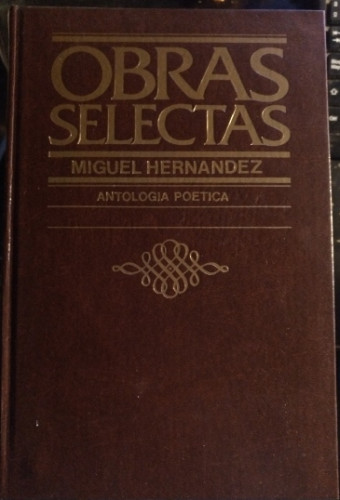 OBRAS
SELECTAS
MIGUEL HERNANDEZ
ANTOLOGIA POETICA